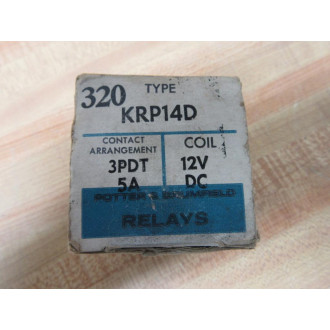 320 TYPE
KRP14D
CONTACT ARRANGEMENT COIL
3PDT 12V
5A DC
POTTER & BRUMFIELD
RELAYS